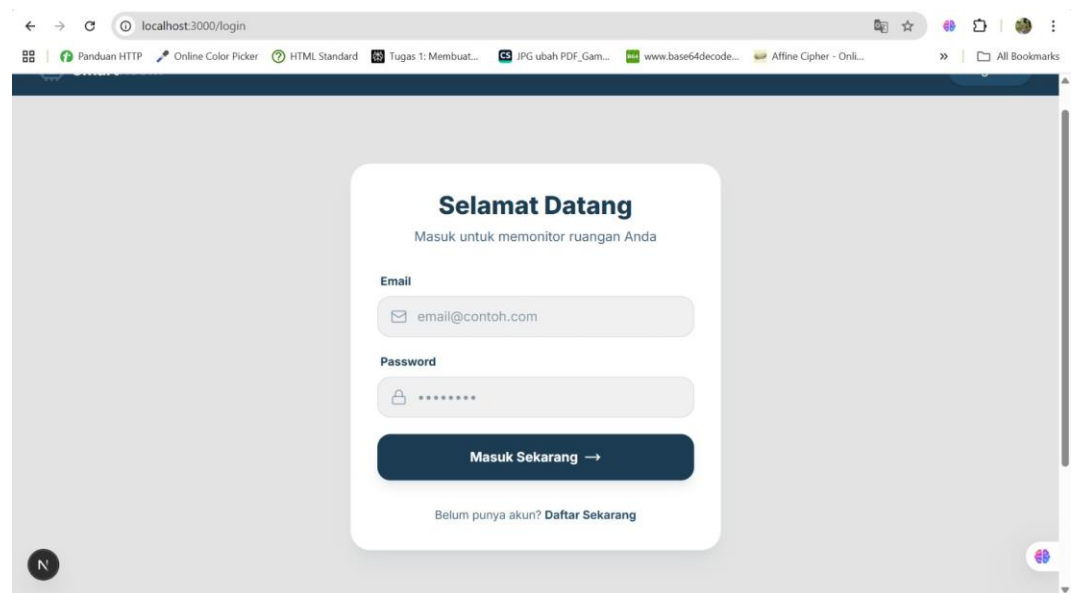 localhost:3000/login
Panduan HTTP Online Color Picker HTML Standard Tugas 1: Membuat... JPG ubah PDF_Gam... www.base64decode... Affine Cipher - Onli... » All Bookmarks
Selamat Datang
Masuk untuk memonitor ruangan Anda
Email
email@contoh.com
Password
Masuk Sekarang →
Belum punya akun? Daftar Sekarang
N